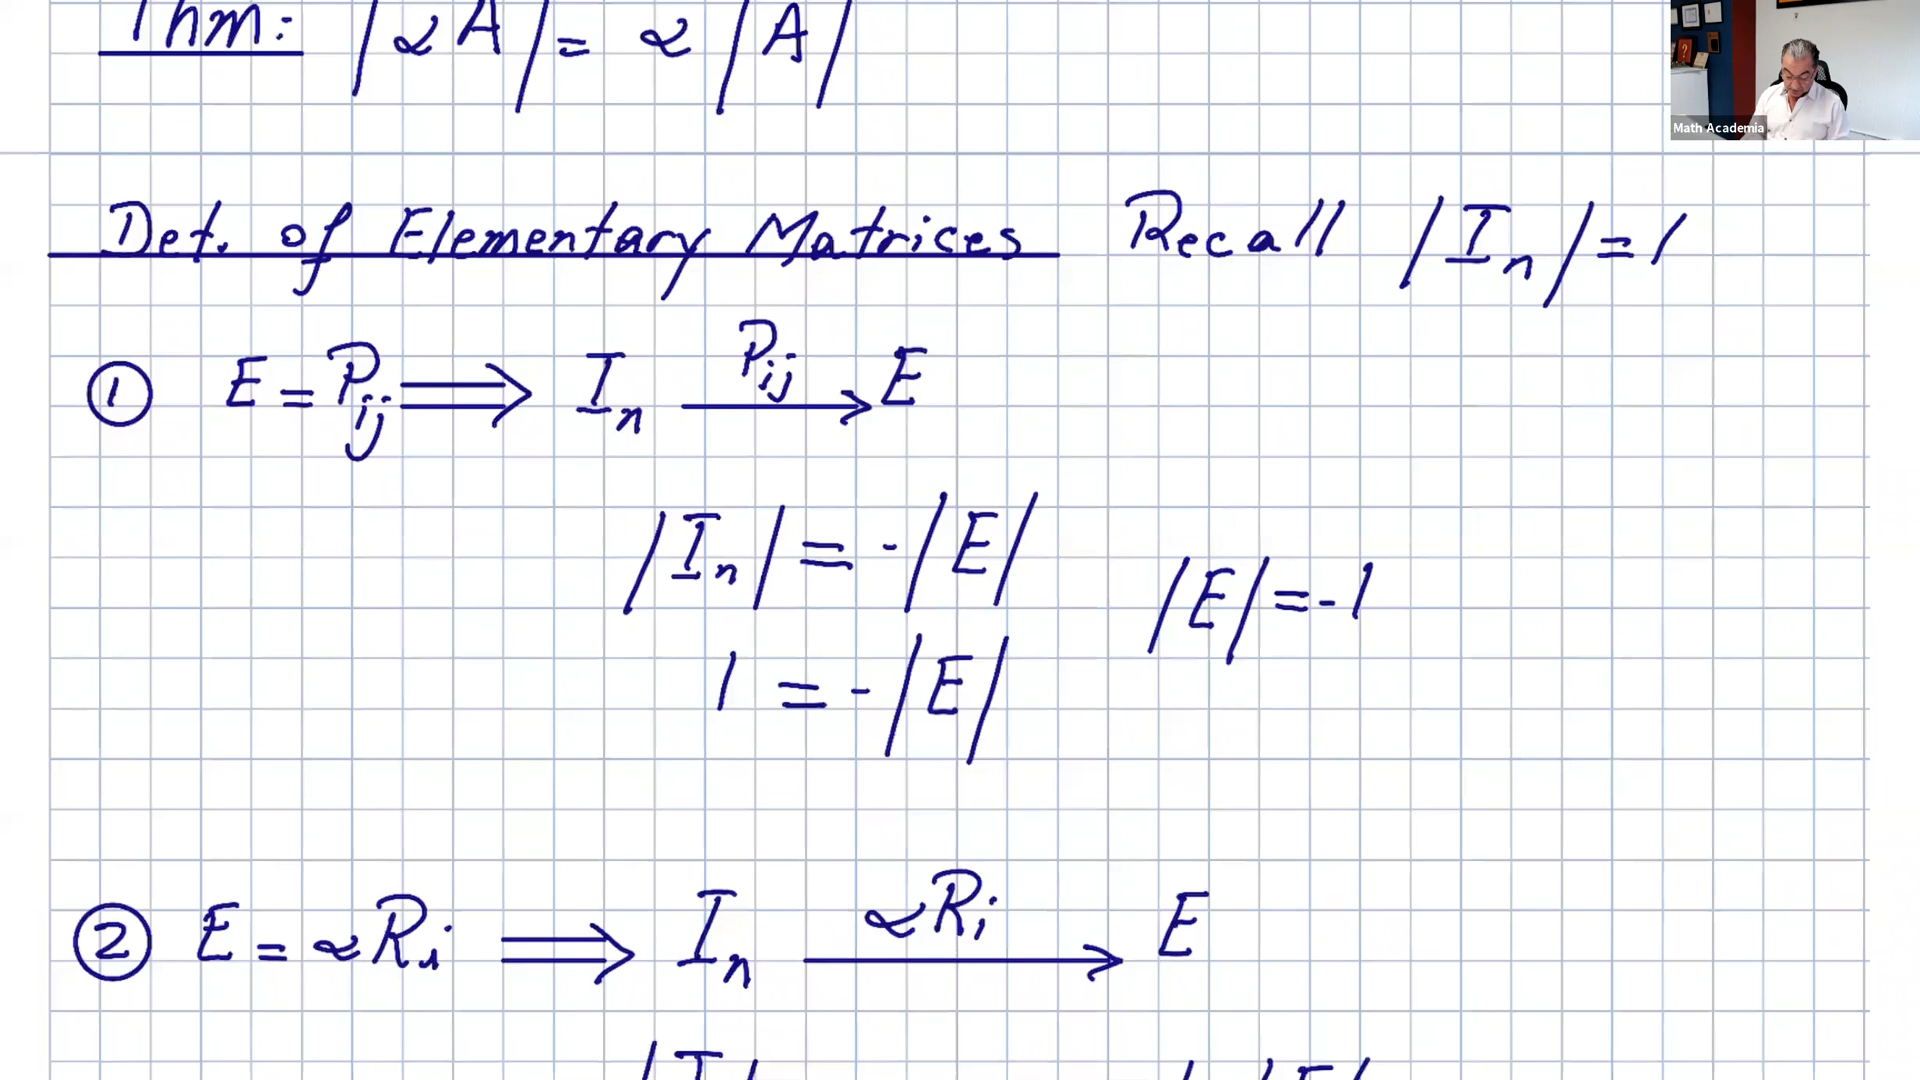 Thm: |αA| = α|A|
Math Academia
Det. of Elementary Matrices Recall |Iₙ| = 1
① E = Pᵢⱼ ⟹ Iₙ —Pᵢⱼ→ E
|Iₙ| = -|E|
|E| = -1
1 = -|E|
② E = αRᵢ ⟹ Iₙ —αRᵢ→ E